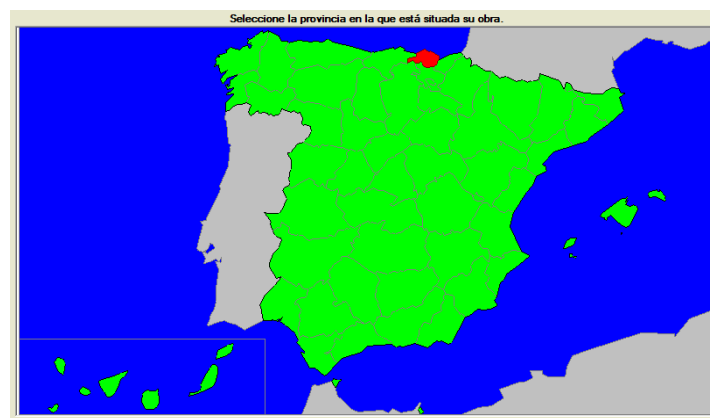 Seleccione la provincia en la que está situada su obra.